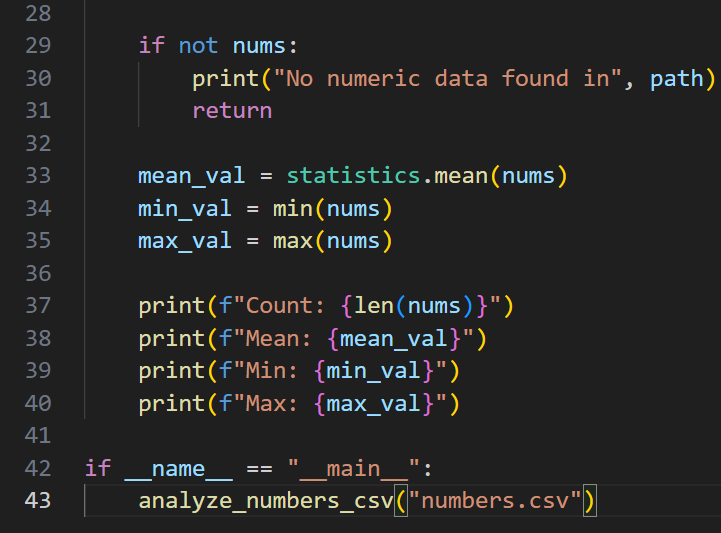 28
29 if not nums:
30 print("No numeric data found in", path)
31 return
32
33 mean_val = statistics.mean(nums)
34 min_val = min(nums)
35 max_val = max(nums)
36
37 print(f"Count: {len(nums)}")
38 print(f"Mean: {mean_val}")
39 print(f"Min: {min_val}")
40 print(f"Max: {max_val}")
41
42 if __name__ == "__main__":
43 analyze_numbers_csv("numbers.csv")